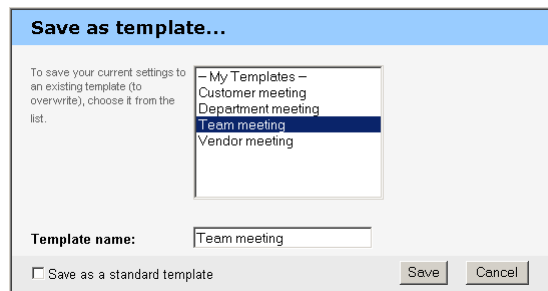 Save as template...
To save your current settings to
an existing template (to
overwrite), choose it from the
list.
– My Templates –
Customer meeting
Department meeting
Team meeting
Vendor meeting
Template name:
Team meeting
Save as a standard template
Save
Cancel